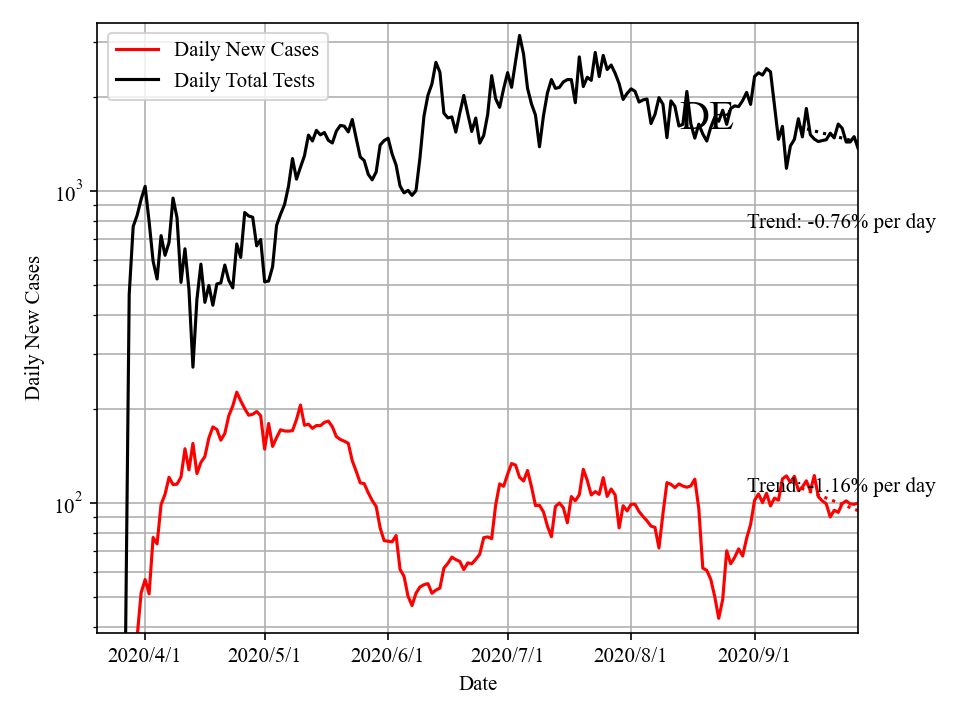 Daily New Cases
Daily Total Tests
DE
10³
Trend: -0.76% per day
Daily New Cases
Trend: -1.16% per day
10²
2020/4/1 2020/5/1 2020/6/1 2020/7/1 2020/8/1 2020/9/1
Date